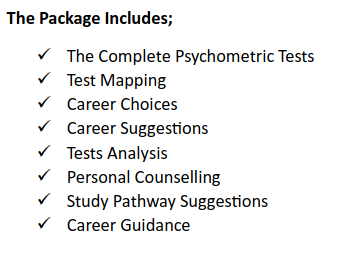 The Package Includes;
✓ The Complete Psychometric Tests
✓ Test Mapping
✓ Career Choices
✓ Career Suggestions
✓ Tests Analysis
✓ Personal Counselling
✓ Study Pathway Suggestions
✓ Career Guidance